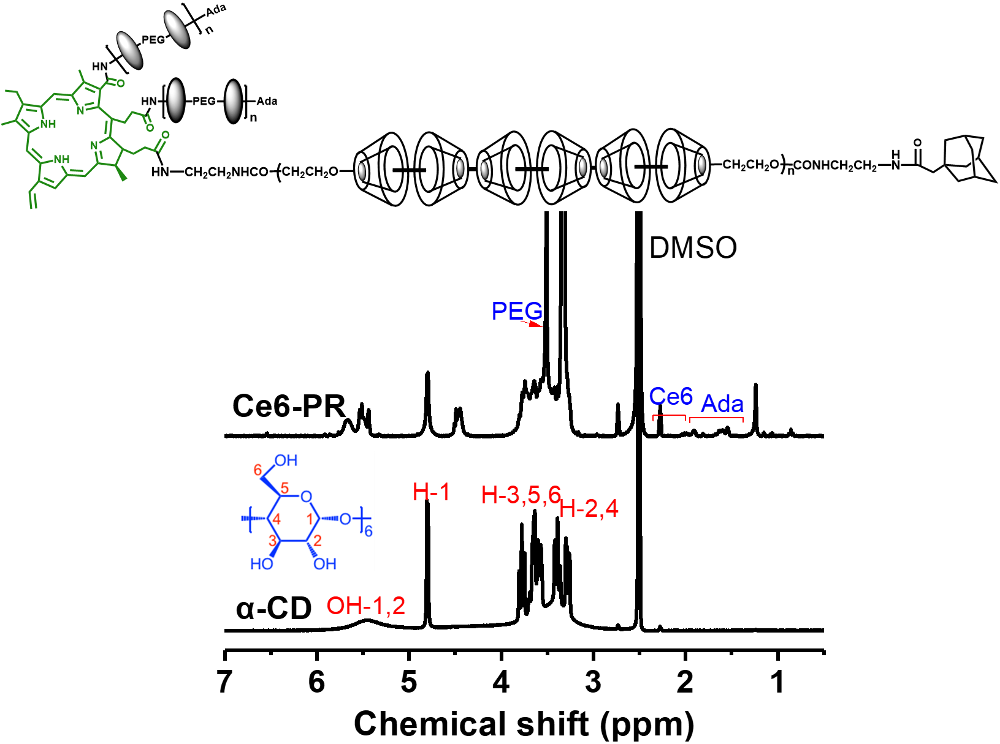 Ada
n
PEG
HN
O
HN
PEG
Ada
n
O
N
NH
N
NH
O
HN
CH2CH2NHCO
(CH2CH2O
CH2CH2O
)n
CONHCH2CH2
H
N
O
DMSO
PEG
Ce6
Ada
Ce6-PR
6
OH
5
O
4
1
O
6
3
2
HO
OH
H-1
H-3,5,6
H-2,4
OH-1,2
α-CD
7 6 5 4 3 2 1
Chemical shift (ppm)